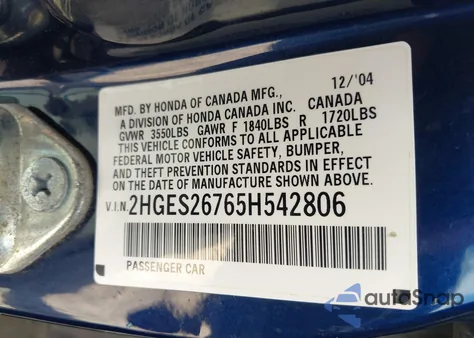 12/'04
MFD. BY HONDA OF CANADA MFG.,
A DIVISION OF HONDA CANADA INC. CANADA
GVWR 3550LBS GAWR F 1840LBS R 1720LBS
THIS VEHICLE CONFORMS TO ALL APPLICABLE
FEDERAL MOTOR VEHICLE SAFETY, BUMPER,
AND THEFT PREVENTION STANDARDS IN EFFECT
ON THE DATE OF MANUFACTURE SHOWN ABOVE.
V.I.N. 2HGES26765H542806
PASSENGER CAR
autoSnap